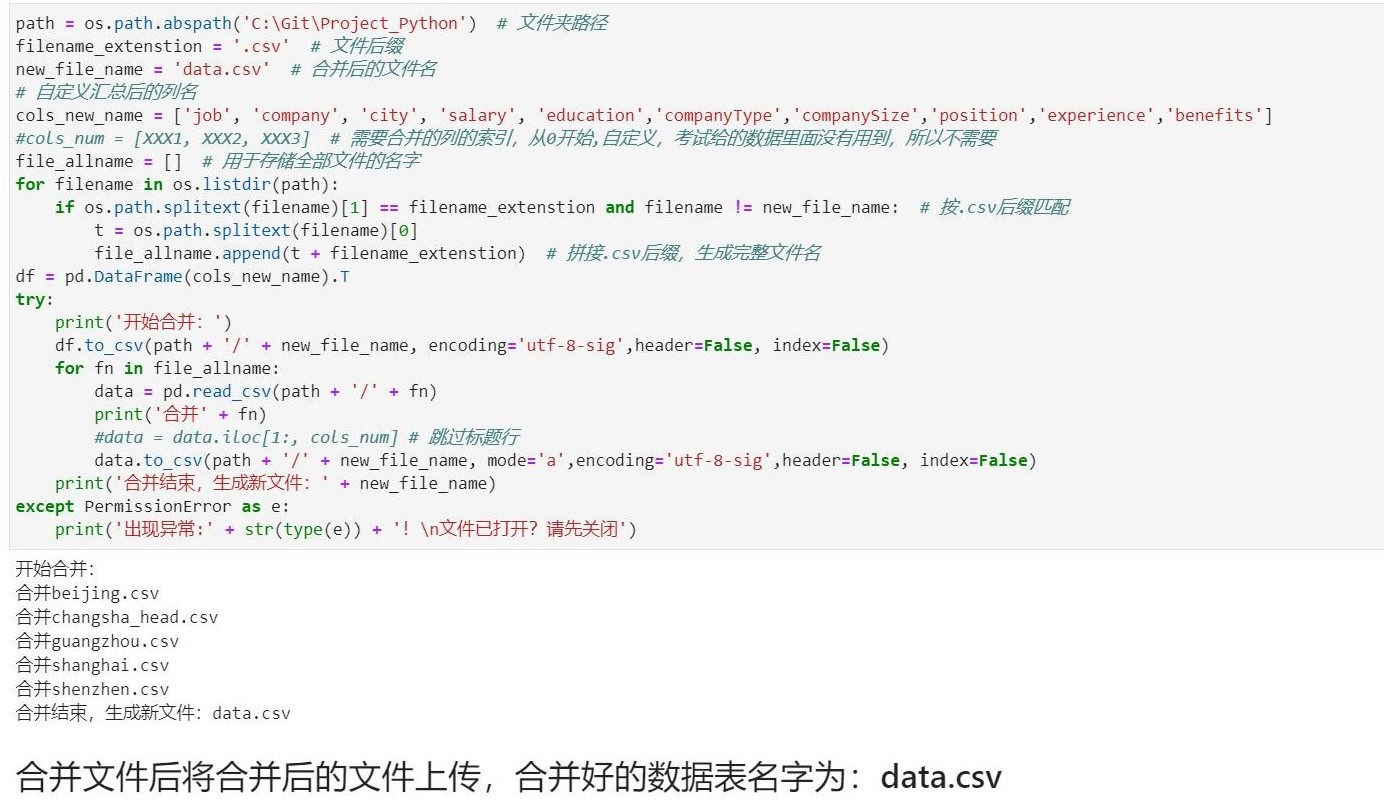 path = os.path.abspath('C:\Git\Project_Python')  # 文件夹路径
filename_extenstion = '.csv'  # 文件后缀
new_file_name = 'data.csv'  # 合并后的文件名
# 自定义汇总后的列名
cols_new_name = ['job', 'company', 'city', 'salary', 'education','companyType','companySize','position','experience','benefits']
#cols_num = [XXX1, XXX2, XXX3]  # 需要合并的列的索引，从0开始,自定义，考试给的数据里面没有用到，所以不需要
file_allname = []  # 用于存储全部文件的名字
for filename in os.listdir(path):
    if os.path.splitext(filename)[1] == filename_extenstion and filename != new_file_name:  # 按.csv后缀匹配
        t = os.path.splitext(filename)[0]
        file_allname.append(t + filename_extenstion)  # 拼接.csv后缀，生成完整文件名
df = pd.DataFrame(cols_new_name).T
try:
    print('开始合并：')
    df.to_csv(path + '/' + new_file_name, encoding='utf-8-sig',header=False, index=False)
    for fn in file_allname:
        data = pd.read_csv(path + '/' + fn)
        print('合并' + fn)
        #data = data.iloc[1:, cols_num] # 跳过标题行
        data.to_csv(path + '/' + new_file_name, mode='a',encoding='utf-8-sig',header=False, index=False)
    print('合并结束，生成新文件：' + new_file_name)
except PermissionError as e:
    print('出现异常:' + str(type(e)) + '！\n文件已打开？请先关闭')
开始合并：
合并beijing.csv
合并changsha_head.csv
合并guangzhou.csv
合并shanghai.csv
合并shenzhen.csv
合并结束，生成新文件：data.csv
合并文件后将合并后的文件上传，合并好的数据表名字为：data.csv